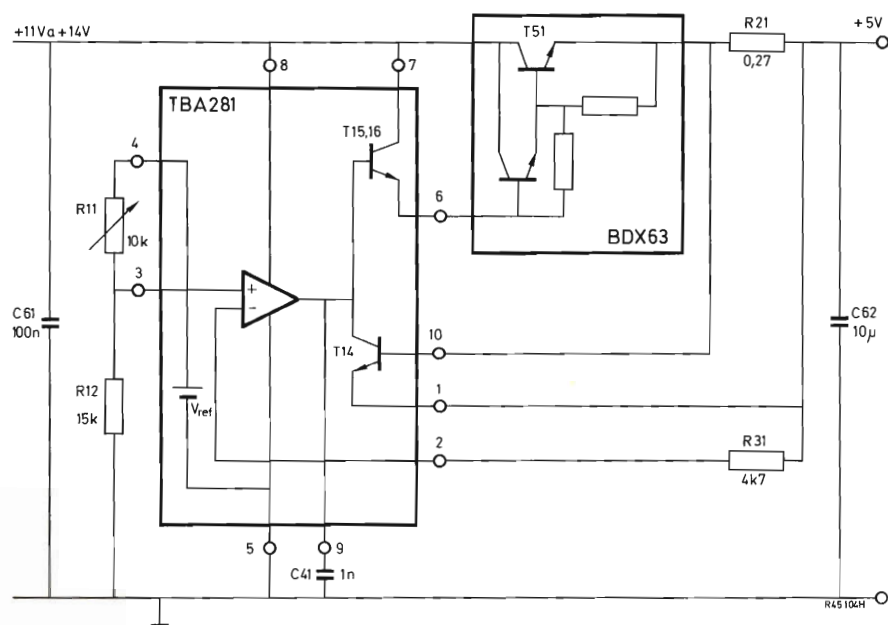 +11Va+14V
T51
R21
+5V
0,27
8
7
TBA281
T15,16
4
6
BDX63
R11
10k
3
C61
100n
+
-
C62
10µ
T14
10
R12
15k
Vref
1
2
R31
4k7
5
9
C41
1n
R45104H